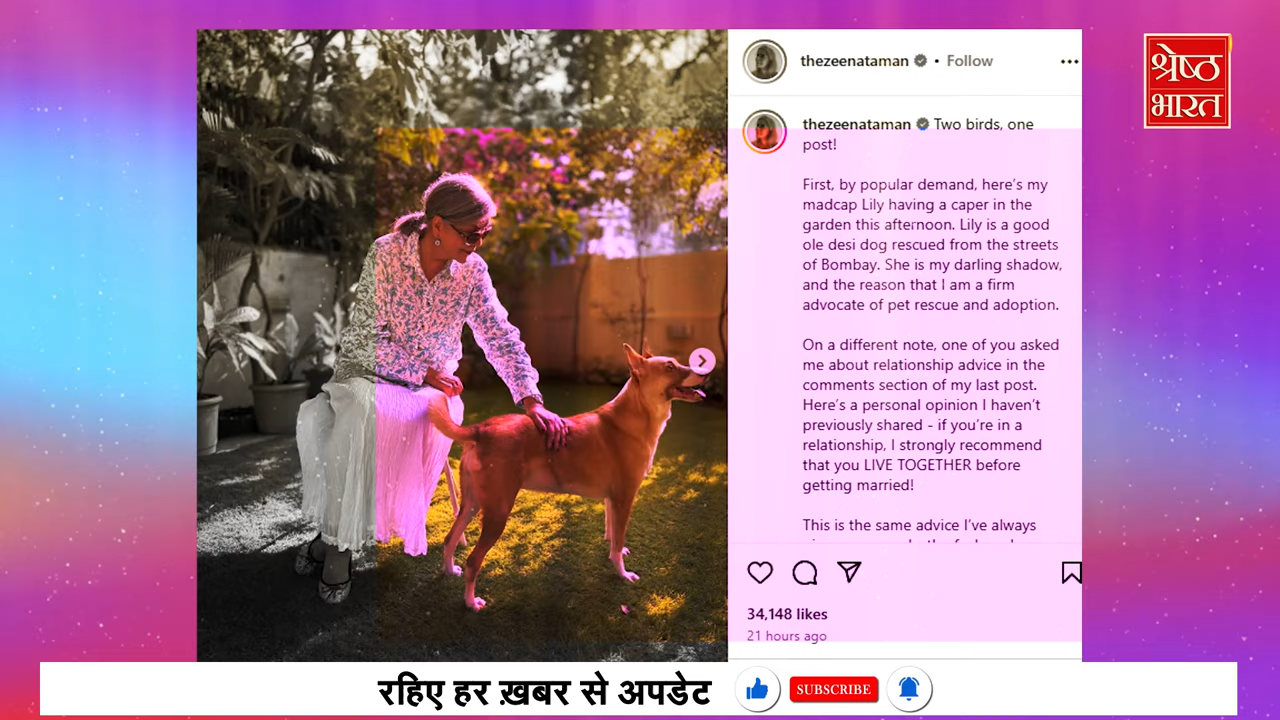 thezeenataman • Follow
श्रेष्ठ
भारत
thezeenataman Two birds, one
post!
First, by popular demand, here's my
madcap Lily having a caper in the
garden this afternoon. Lily is a good
ole desi dog rescued from the streets
of Bombay. She is my darling shadow,
and the reason that I am a firm
advocate of pet rescue and adoption.
On a different note, one of you asked
me about relationship advice in the
comments section of my last post.
Here's a personal opinion I haven't
previously shared - if you're in a
relationship, I strongly recommend
that you LIVE TOGETHER before
getting married!
This is the same advice I've always
34,148 likes
21 hours ago
रहिए हर ख़बर से अपडेट
SUBSCRIBE